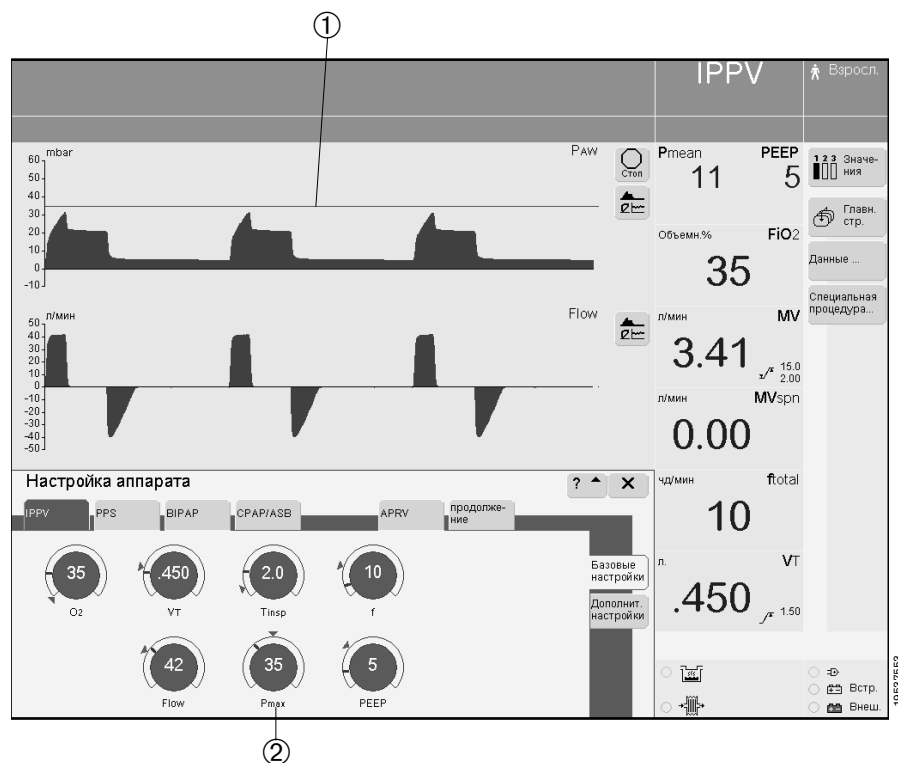 ①
IPPV
Взросл.
mbar
PAW
60
50
40
30
20
10
0
-10
Стоп
Pmean
PEEP
11
5
1 2 3
Значе-
ния
Главн.
стр.
Объемн.%
FiO2
35
Данные ...
Специальная
процедура...
л/мин
Flow
50
40
30
20
10
0
-10
-20
-30
-40
-50
л/мин
MV
3.41
15.0
2.00
л/мин
MVspn
0.00
Настройка аппарата
?
X
IPPV
PPS
BIPAP
CPAP/ASB
APRV
продолже-
ние
чд/мин
ftotal
10
35
.450
2.0
10
O2
VT
Tinsp
f
Базовые
настройки
Дополнит.
настройки
л.
VT
.450
1.50
42
35
5
Flow
Pmax
PEEP
Встр.
Внеш.
②